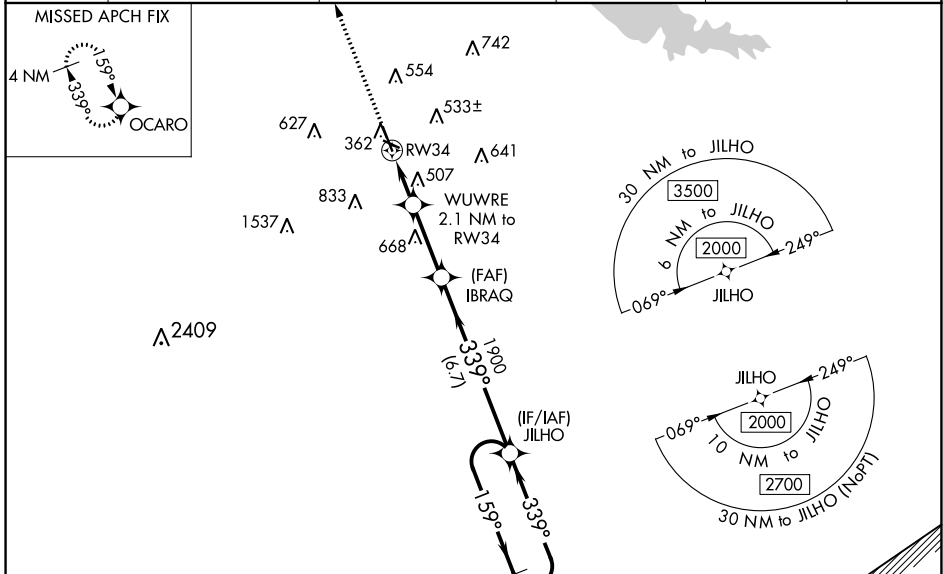 MISSED APCH FIX
4 NM
159°
339°
OCARO
742
554
533±
627
362
RW34
641
507
833
WUWRE
2.1 NM to
RW34
1537
668
(FAF)
IBRAQ
2409
339°
1900
(6.7)
(IF/IAF)
JILHO
159°
339°
30 NM to JILHO
3500
6 NM to JILHO
2000
249°
069°
JILHO
JILHO
249°
069°
2000
10 NM to JILHO
2700
30 NM to JILHO (NoPT)